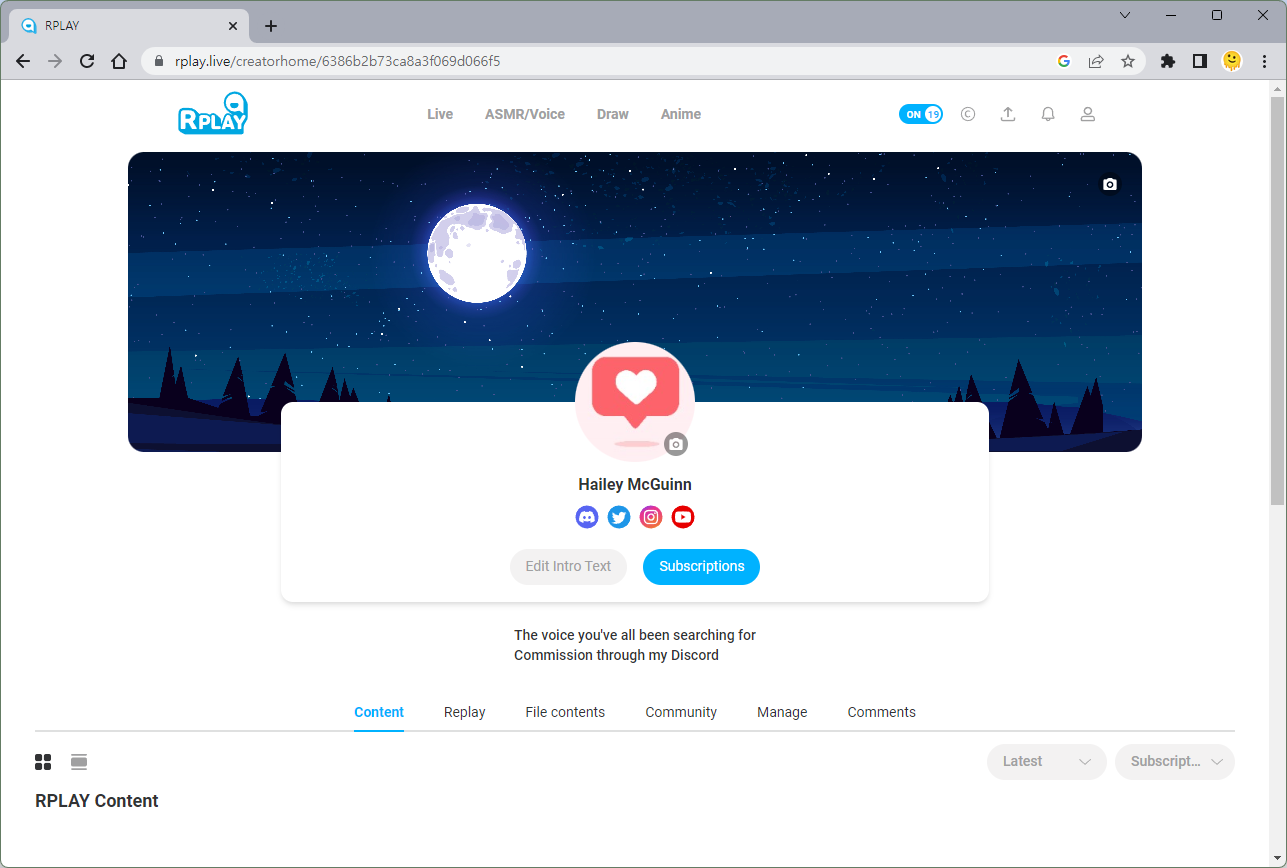 RPLAY
rplay.live/creatorhome/6386b2b73ca8a3f069d066f5
RPLAY
Live
ASMR/Voice
Draw
Anime
ON 19
Hailey McGuinn
Edit Intro Text
Subscriptions
The voice you've all been searching for
Commission through my Discord
Content
Replay
File contents
Community
Manage
Comments
Latest
Subscript...
RPLAY Content